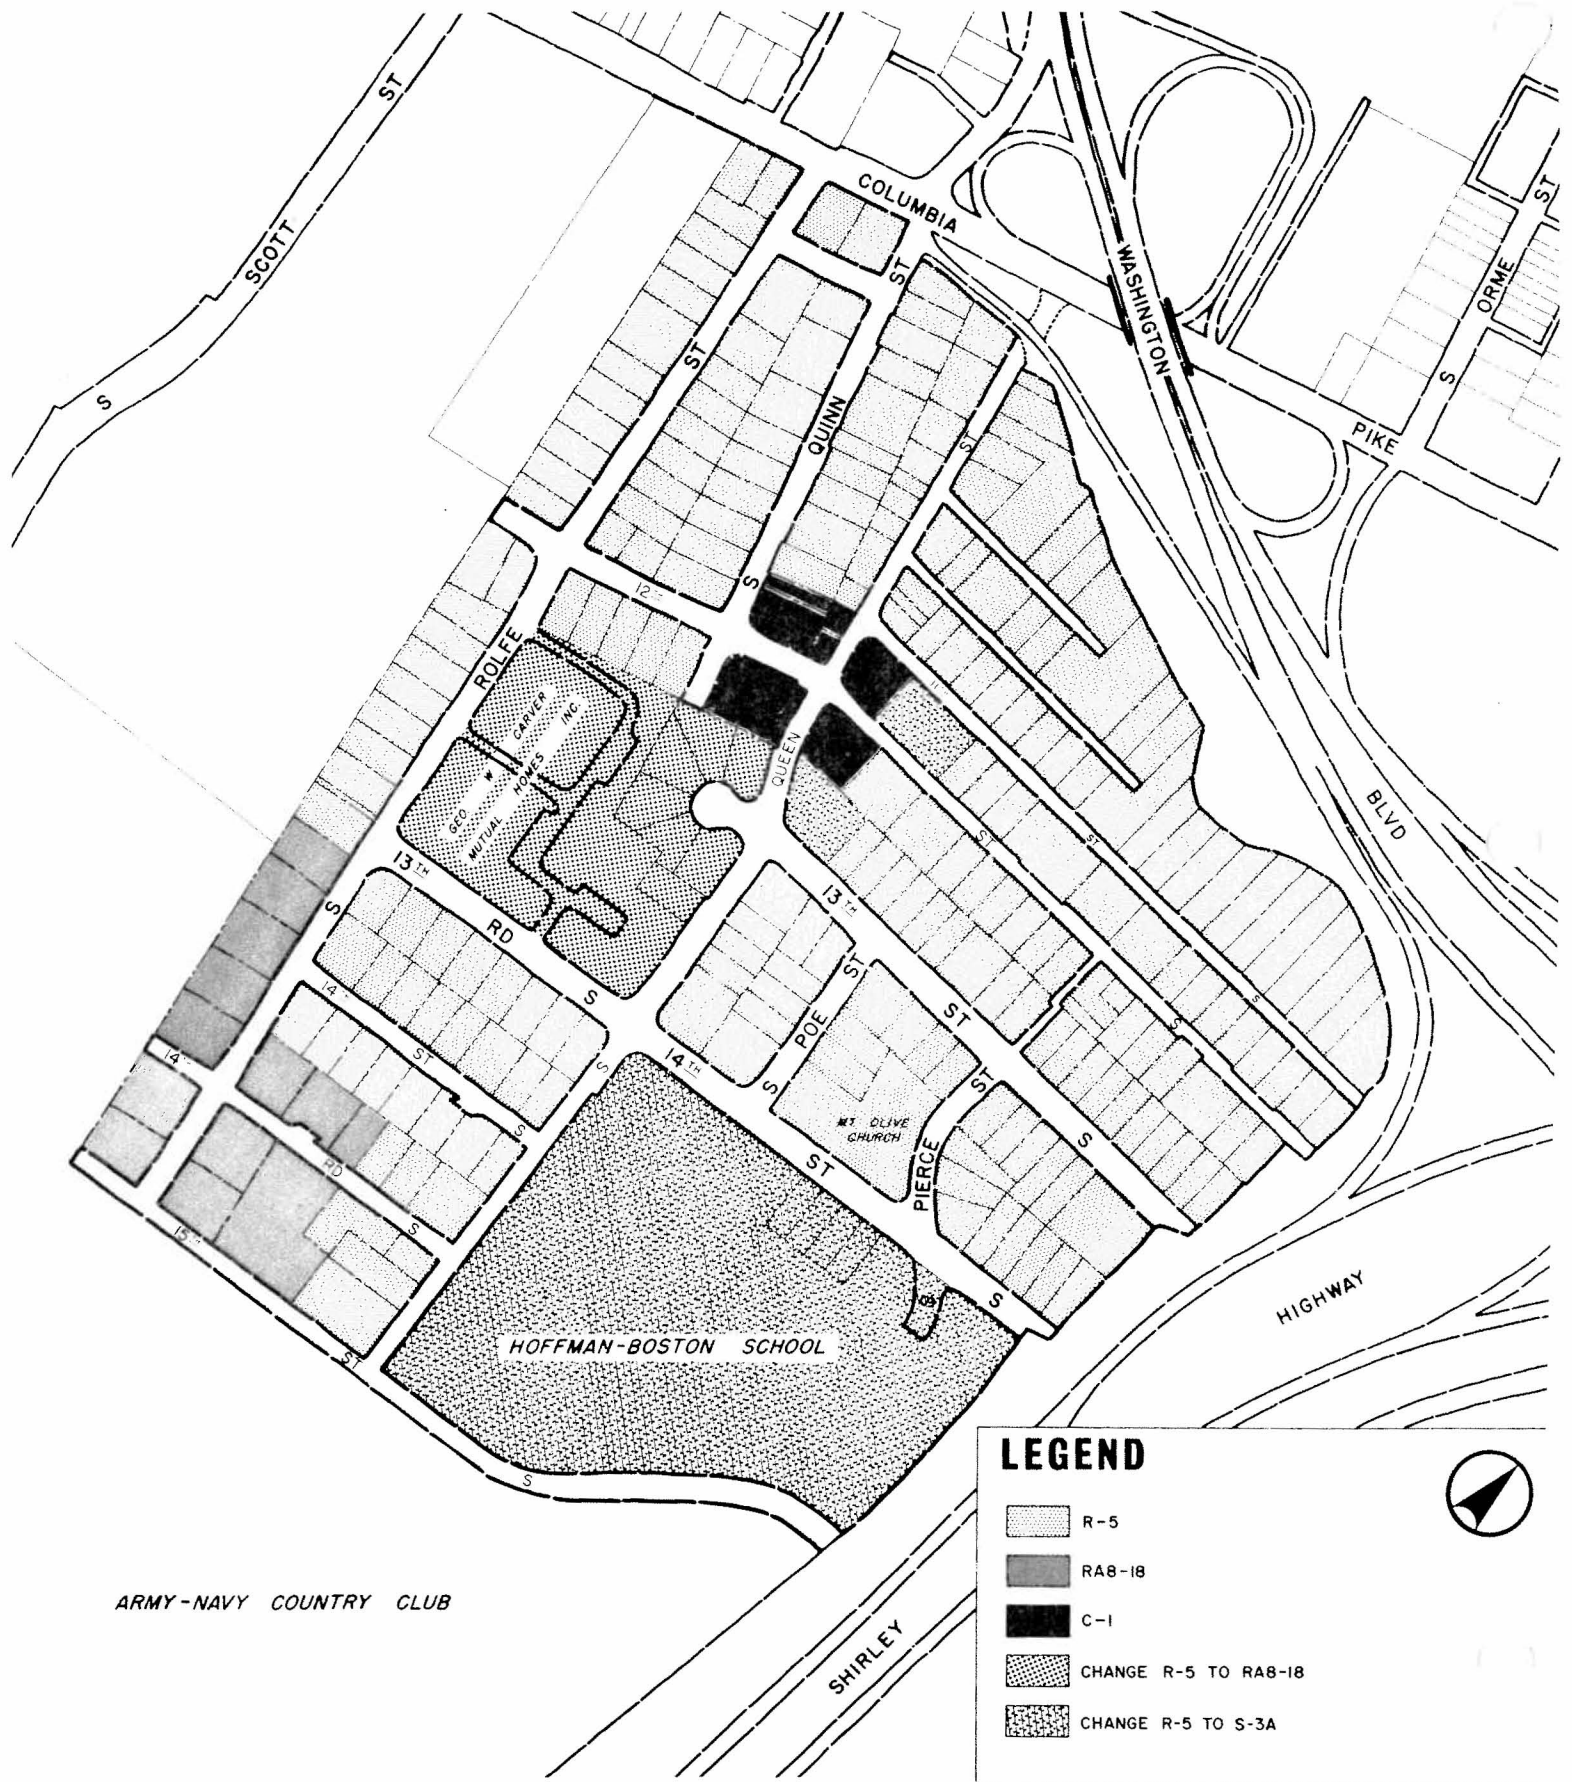 ST
SCOTT
S
COLUMBIA
PIKE
WASHINGTON
BLVD
ST
ORME
S
ST
QUINN
S
ST
ROLFE
S
ST
QUEEN
S
12TH
ST
S
ST
S
GEO W CARVER
MUTUAL HOMES INC.
13TH
RD
S
13TH
ST
S
14TH
ST
S
14TH
ST
S
POE
ST
S
MT OLIVE
CHURCH
PIERCE
ST
14
RD
S
15
ST
S
HOFFMAN-BOSTON SCHOOL
HIGHWAY
SHIRLEY
ARMY-NAVY COUNTRY CLUB
LEGEND
R-5
RA8-18
C-1
CHANGE R-5 TO RA8-18
CHANGE R-5 TO S-3A